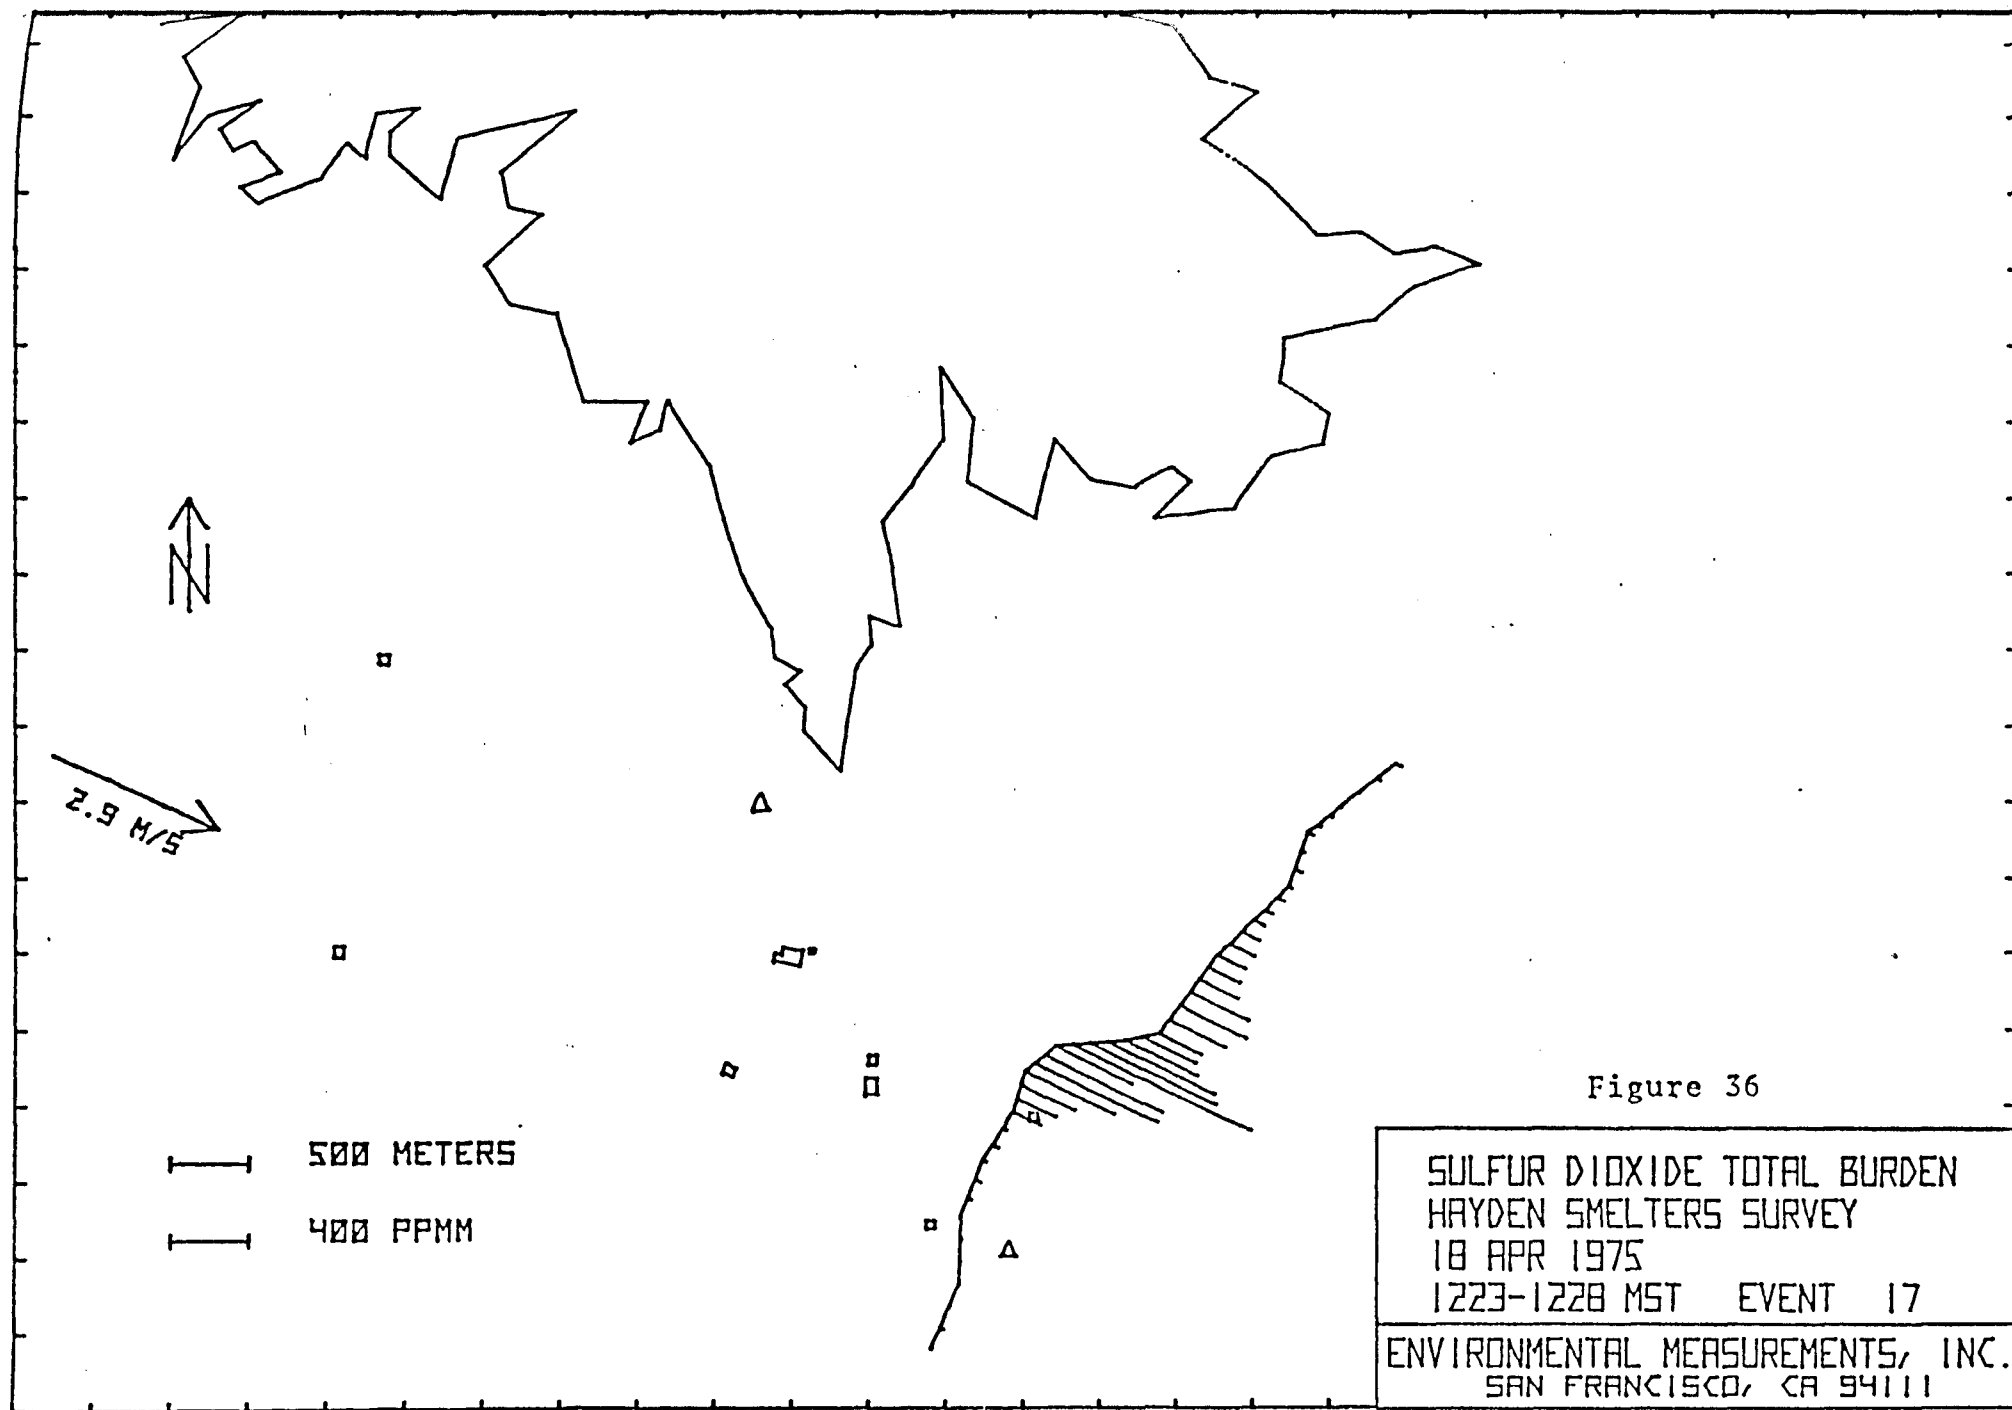 N
2.9 M/S
500 METERS
400 PPMM
Figure 36
SULFUR DIOXIDE TOTAL BURDEN
HAYDEN SMELTERS SURVEY
18 APR 1975
1223-1228 MST EVENT 17
ENVIRONMENTAL MEASUREMENTS, INC.
SAN FRANCISCO, CA 94111